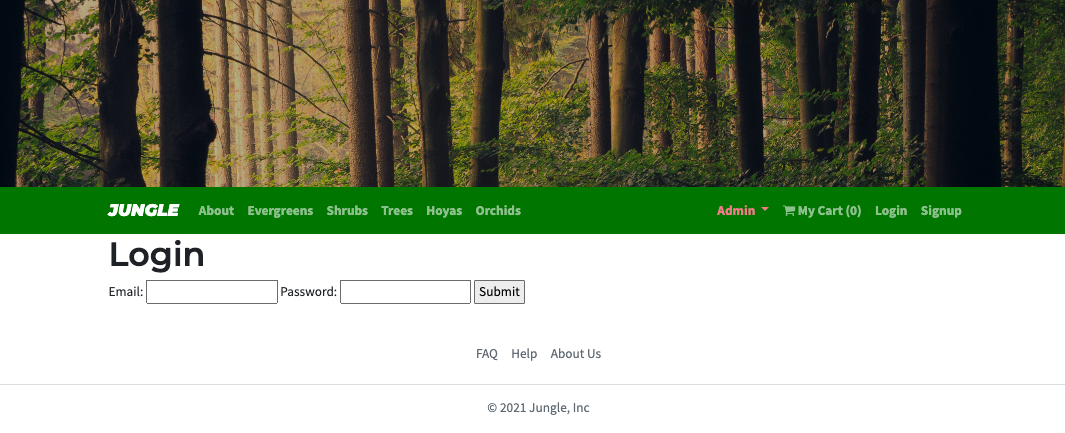 JUNGLE About Evergreens Shrubs Trees Hoyas Orchids Admin My Cart (0) Login Signup
Login
Email: Password: Submit
FAQ Help About Us
© 2021 Jungle, Inc